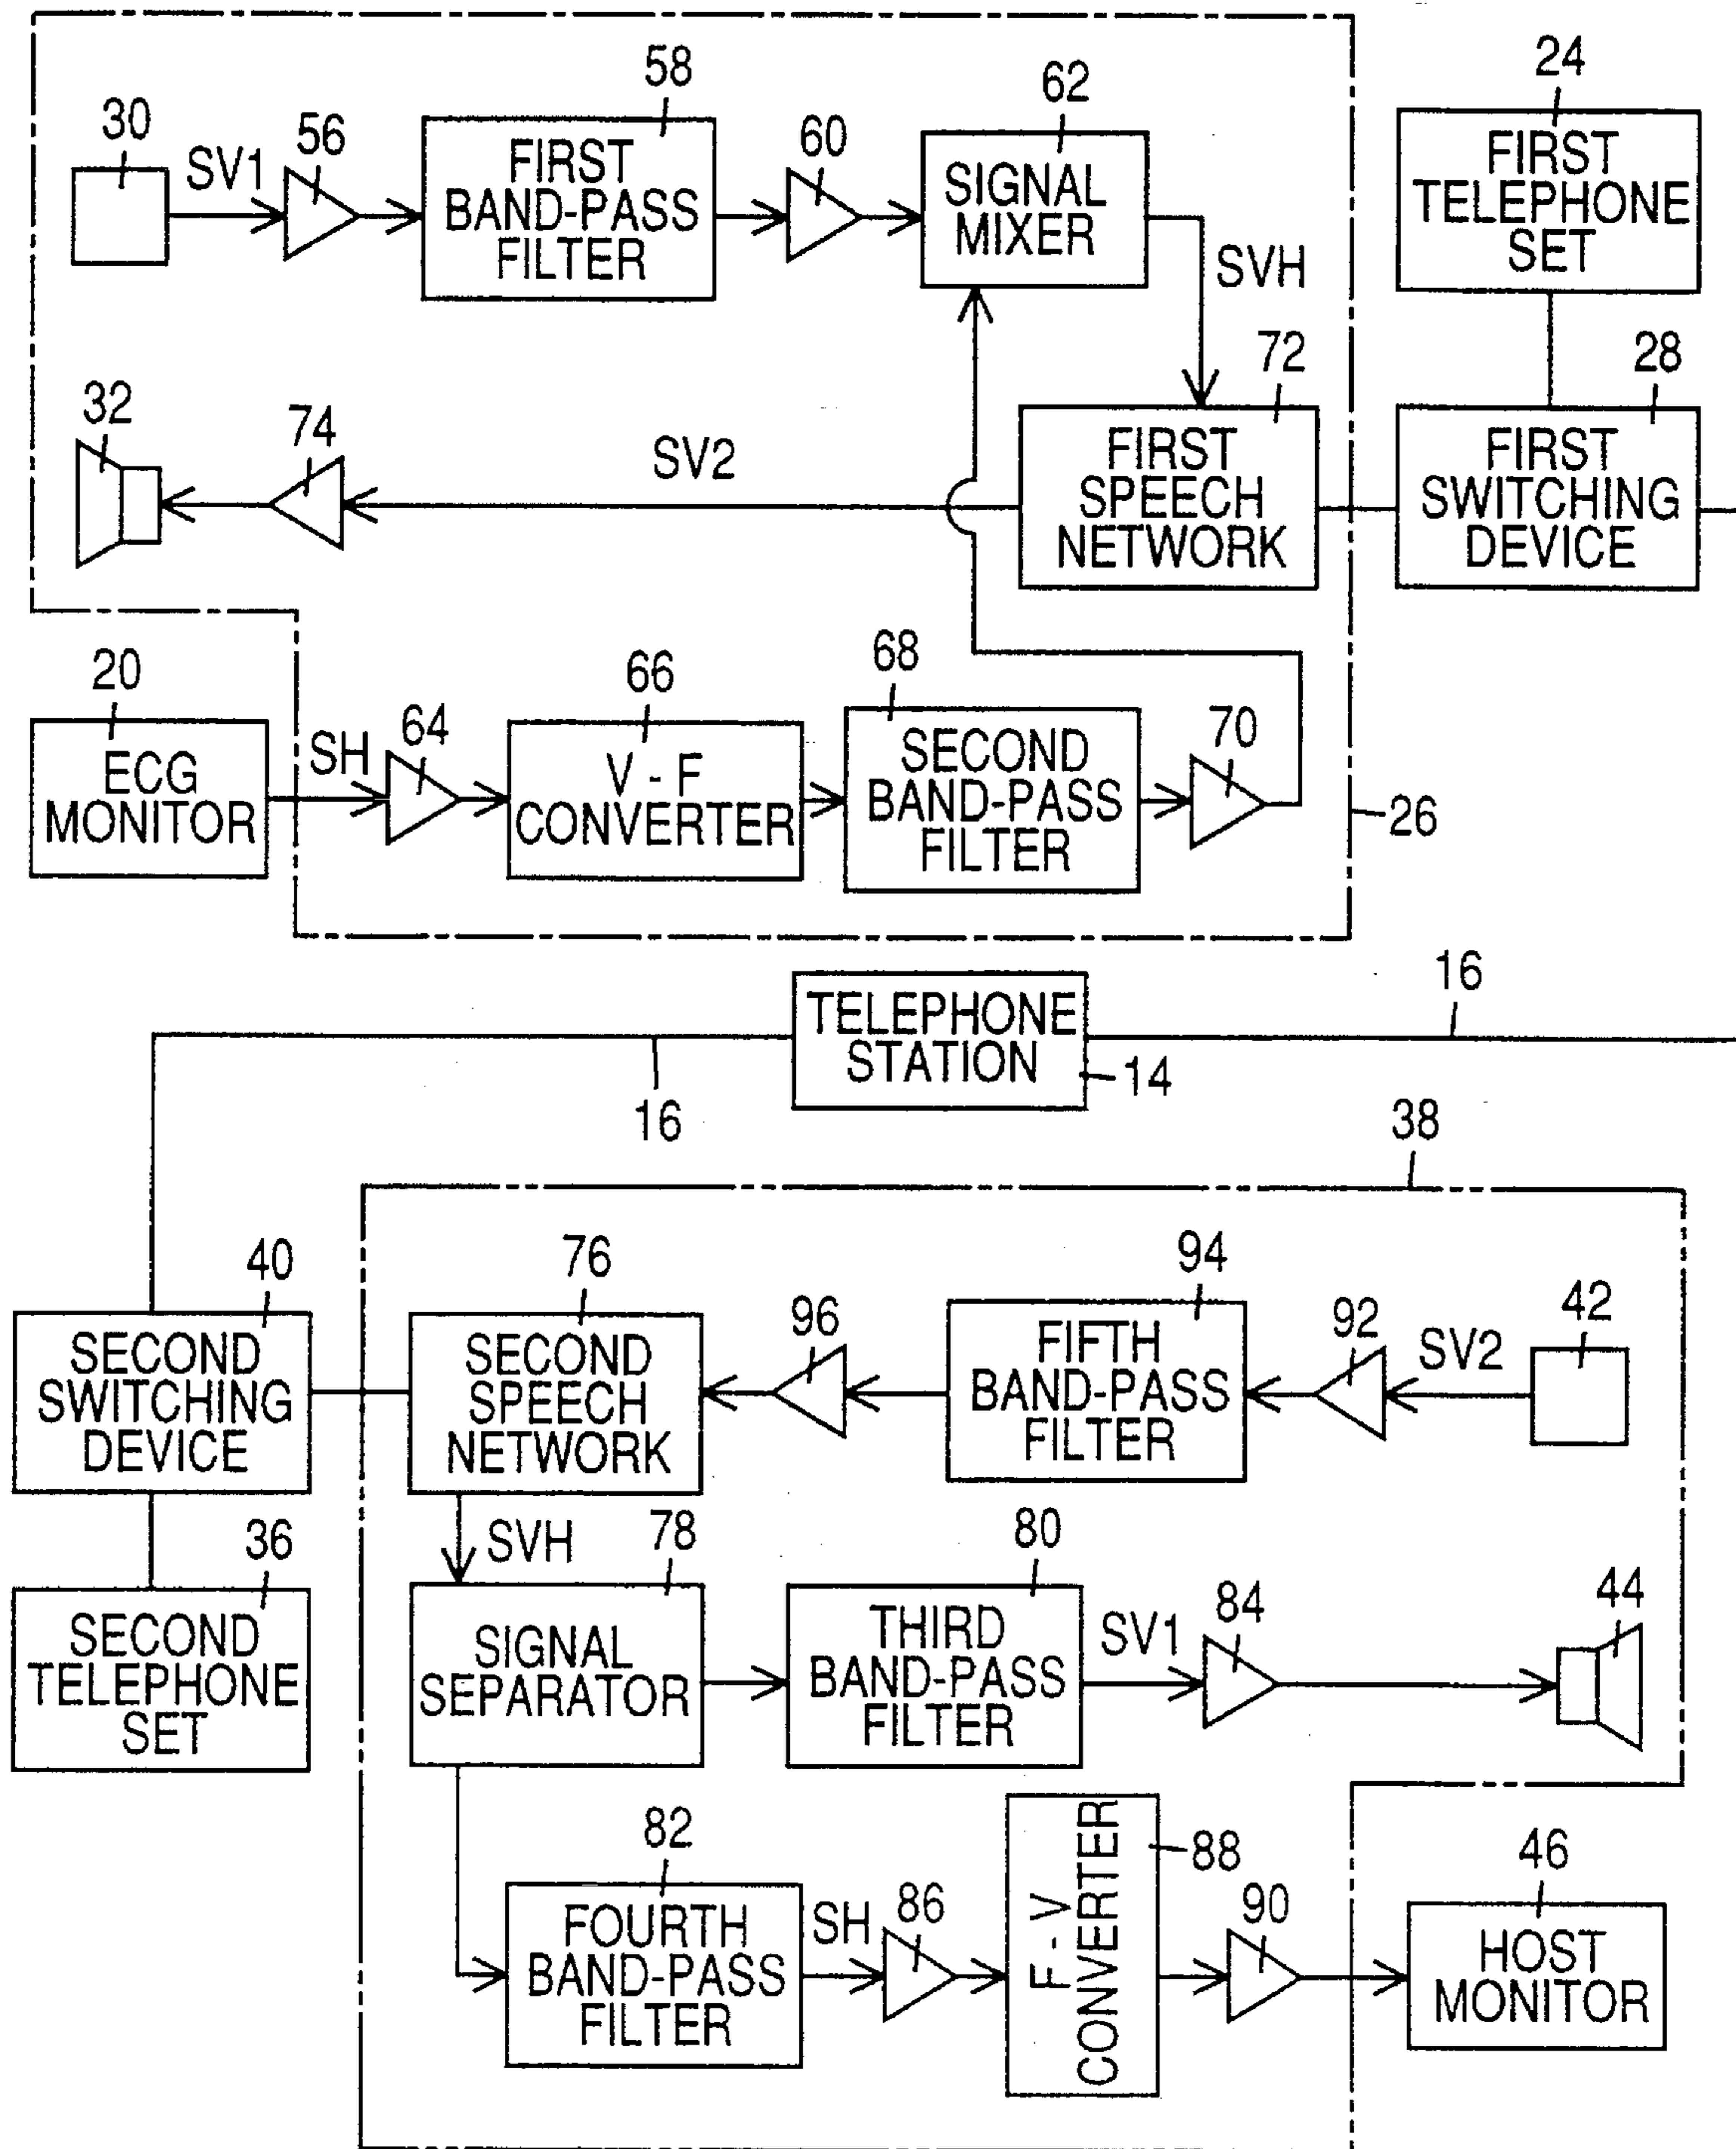 58
62
24
30
SV1
56
FIRST
BAND-PASS
FILTER
60
SIGNAL
MIXER
SVH
FIRST
TELEPHONE
SET
32
74
SV2
72
FIRST
SPEECH
NETWORK
28
FIRST
SWITCHING
DEVICE
20
ECG
MONITOR
SH
64
66
V - F
CONVERTER
68
SECOND
BAND-PASS
FILTER
70
26
TELEPHONE
STATION
14
16
16
38
40
SECOND
SWITCHING
DEVICE
76
SECOND
SPEECH
NETWORK
96
94
FIFTH
BAND-PASS
FILTER
92
SV2
42
36
SECOND
TELEPHONE
SET
SVH
78
SIGNAL
SEPARATOR
80
THIRD
BAND-PASS
FILTER
SV1
84
44
82
FOURTH
BAND-PASS
FILTER
SH
86
F - V
CONVERTER
88
90
46
HOST
MONITOR